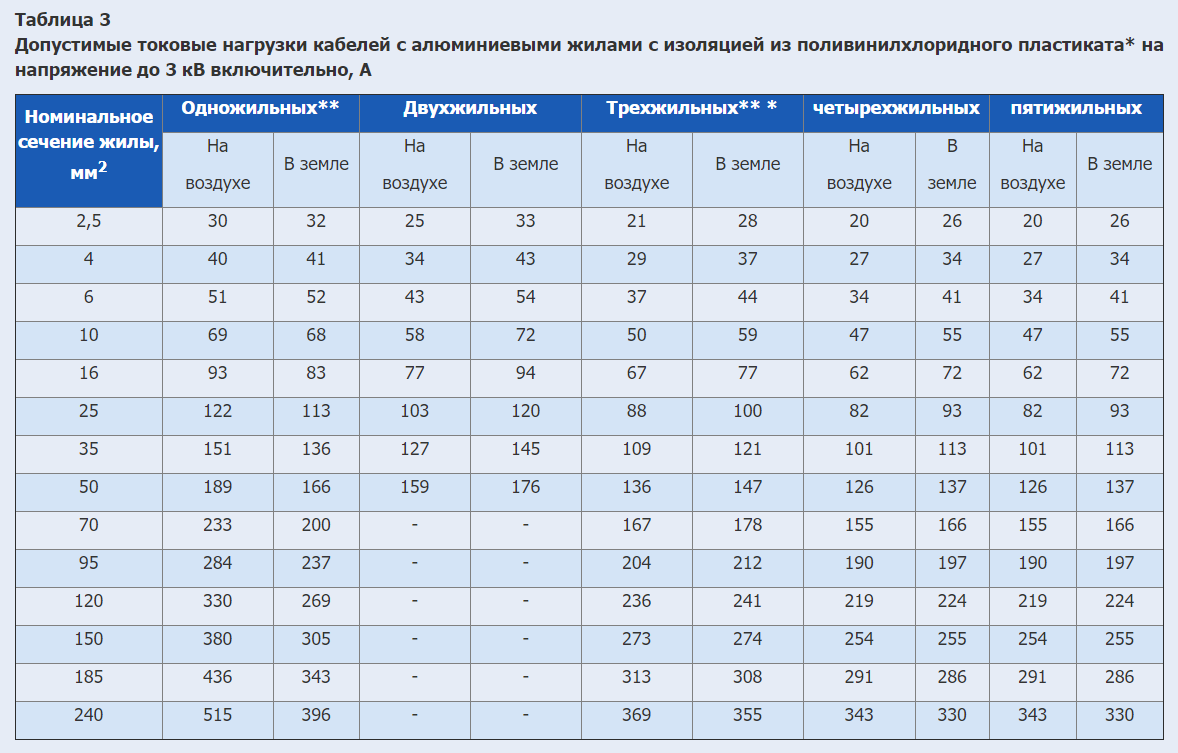 Таблица 3
Допустимые токовые нагрузки кабелей с алюминиевыми жилами с изоляцией из поливинилхлоридного пластиката* на
напряжение до 3 кВ включительно, А
Номинальное сечение жилы, мм2 Одножильных** Двухжильных Трехжильных** * четырехжильных пятижильных
На воздухе В земле На воздухе В земле На воздухе В земле На воздухе В земле На воздухе В земле
2,5 30 32 25 33 21 28 20 26 20 26
4 40 41 34 43 29 37 27 34 27 34
6 51 52 43 54 37 44 34 41 34 41
10 69 68 58 72 50 59 47 55 47 55
16 93 83 77 94 67 77 62 72 62 72
25 122 113 103 120 88 100 82 93 82 93
35 151 136 127 145 109 121 101 113 101 113
50 189 166 159 176 136 147 126 137 126 137
70 233 200 - - 167 178 155 166 155 166
95 284 237 - - 204 212 190 197 190 197
120 330 269 - - 236 241 219 224 219 224
150 380 305 - - 273 274 254 255 254 255
185 436 343 - - 313 308 291 286 291 286
240 515 396 - - 369 355 343 330 343 330